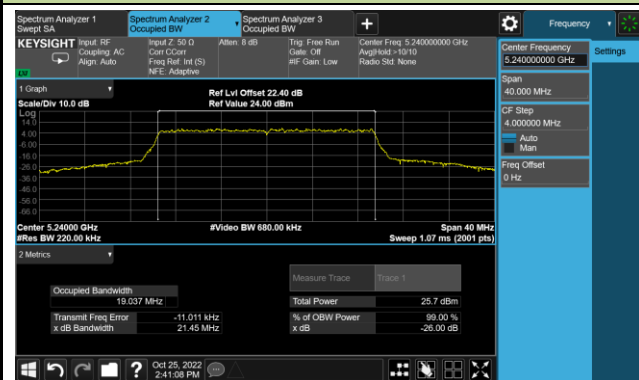 Spectrum Analyzer 1
Swept SA
Spectrum Analyzer 2
Occupied BW
Spectrum Analyzer 3
Occupied BW
+
Frequency
KEYSIGHT
Input: RF
Coupling: AC
Align: Auto
Input Z: 50 Ω
Corr CCorr
Freq Ref: Int (S)
NFE: Adaptive
Atten: 8 dB
Trig: Free Run
Gate: Off
#IF Gain: Low
Center Freq: 5.240000000 GHz
Avg|Hold:>10/10
Radio Std: None
Center Frequency
5.240000000 GHz
Settings
Span
40.000 MHz
CF Step
4.000000 MHz
Auto
Man
Freq Offset
0 Hz
LXI
1 Graph
Scale/Div 10.0 dB
Ref Lvl Offset 22.40 dB
Ref Value 24.00 dBm
Log
14.0
4.00
-6.00
-16.0
-26.0
-36.0
-46.0
-56.0
-66.0
Center 5.24000 GHz
#Video BW 680.00 kHz
Span 40 MHz
#Res BW 220.00 kHz
Sweep 1.07 ms (2001 pts)
2 Metrics
Measure Trace
Trace 1
Occupied Bandwidth
19.037 MHz
Total Power
25.7 dBm
Transmit Freq Error
-11.011 kHz
% of OBW Power
99.00 %
x dB Bandwidth
21.45 MHz
x dB
-26.00 dB
?
Oct 25, 2022
2:41:08 PM